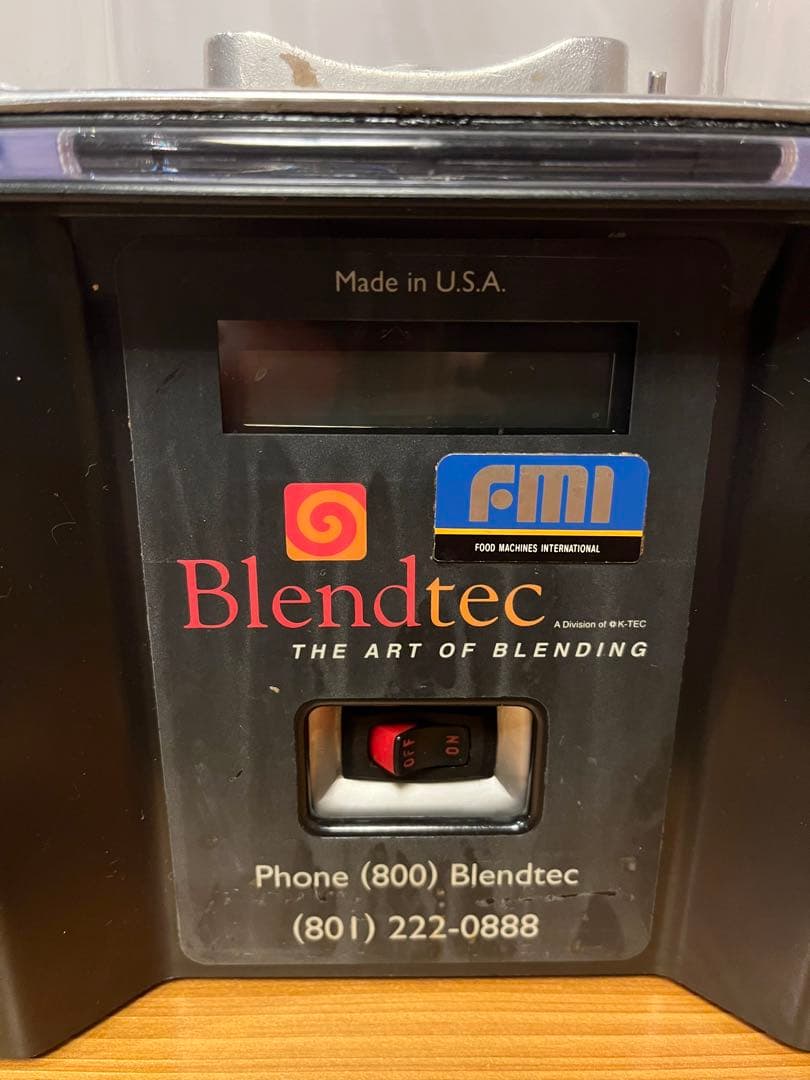 Made in U.S.A.
FMI
FOOD MACHINES INTERNATIONAL
Blendtec
A Division of K-TEC
THE ART OF BLENDING
OFF ON
Phone (800) Blendtec
(801) 222-0888